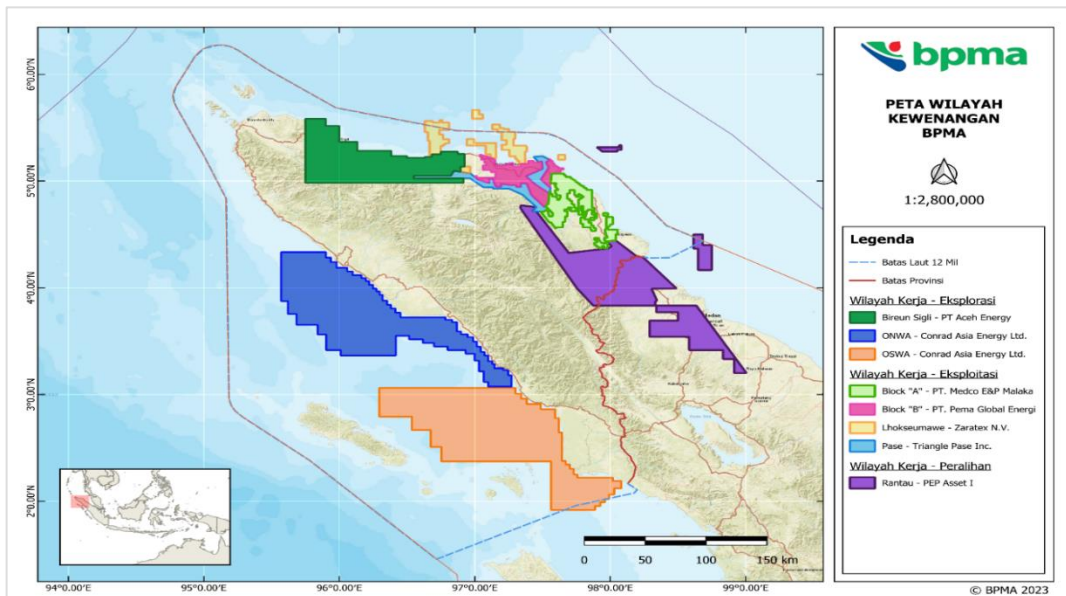 bpma
PETA WILAYAH
KEWENANGAN
BPMA
1:2,800,000
Legenda
Batas Laut 12 Mil
Batas Provinsi
Wilayah Kerja - Eksplorasi
Bireun Sigli - PT Aceh Energy
ONWA - Conrad Asia Energy Ltd.
OSWA - Conrad Asia Energy Ltd.
Wilayah Kerja - Eksploitasi
Block "A" - PT. Medco E&P Malaka
Block "B" - PT. Pema Global Energi
Lhokseumawe - Zaratex N.V.
Pase - Triangle Pase Inc.
Wilayah Kerja - Peralihan
Rantau - PEP Asset I
6°0.00'N
5°0.00'N
4°0.00'N
3°0.00'N
2°0.00'N
0 50 100 150 km
94°0.00'E 95°0.00'E 96°0.00'E 97°0.00'E 98°0.00'E 99°0.00'E
© BPMA 2023